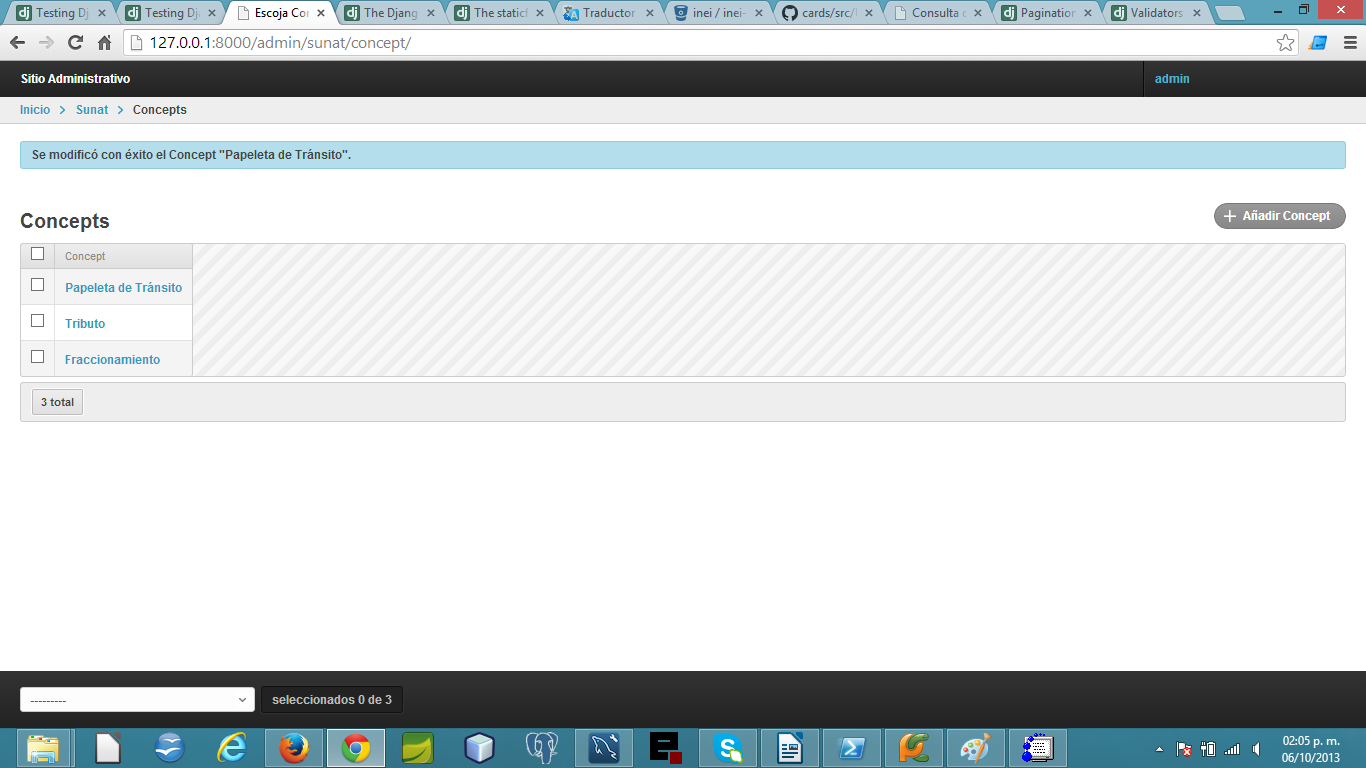 Testing Dj
Testing Dj
Escoja Con
The Djang
The static
Traductor
inei / inei-
cards/src/
Consulta
Pagination
Validators
127.0.0.1:8000/admin/sunat/concept/
Sitio Administrativo
admin
Inicio > Sunat > Concepts
Se modificó con éxito el Concept "Papeleta de Tránsito".
Concepts
+ Añadir Concept
Concept
Papeleta de Tránsito
Tributo
Fraccionamiento
3 total
---------
seleccionados 0 de 3
02:05 p. m.
06/10/2013